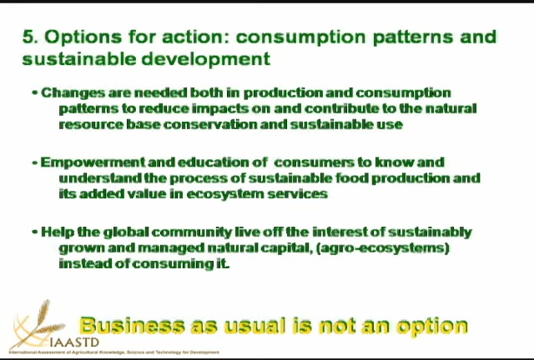 5. Options for action: consumption patterns and
sustainable development
• Changes are needed both in production and consumption
patterns to reduce impacts on and contribute to the natural
resource base conservation and sustainable use
• Empowerment and education of consumers to know and
understand the process of sustainable food production and
its added value in ecosystem services
• Help the global community live off the interest of sustainably
grown and managed natural capital, (agro-ecosystems)
instead of consuming it.
Business as usual is not an option
IAASTD
International Assessment of Agricultural Knowledge, Science and Technology for Development